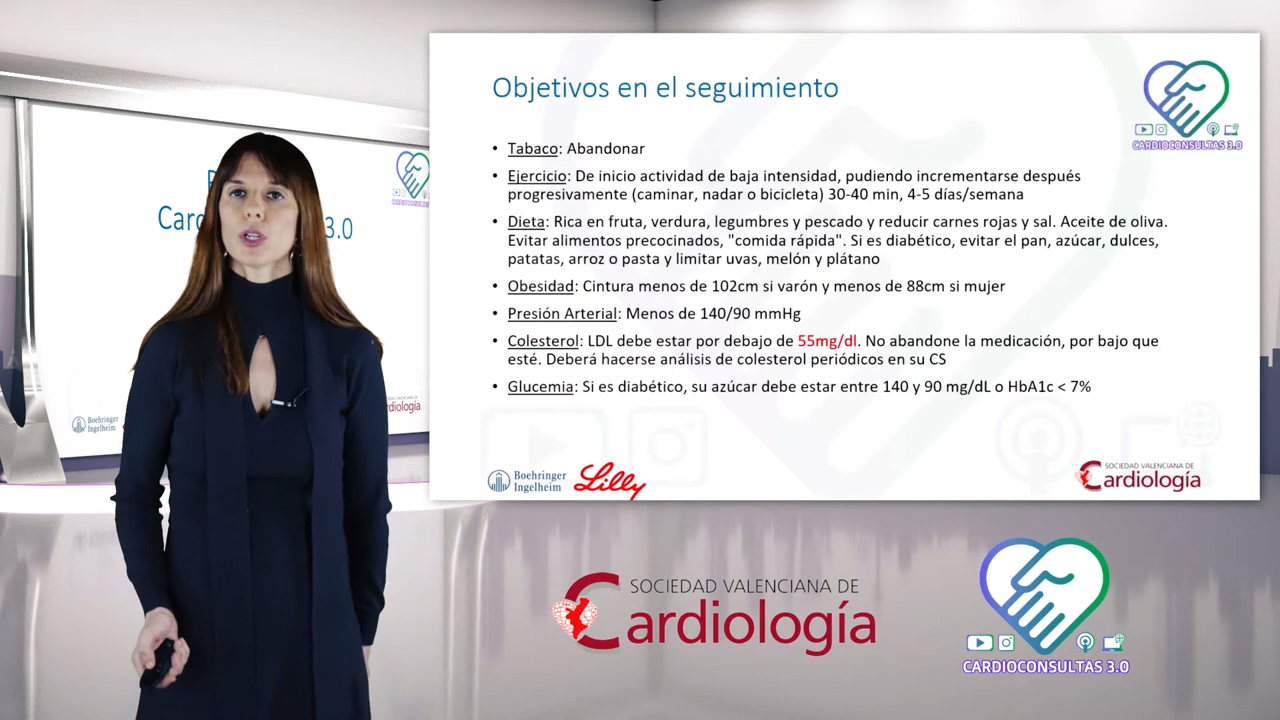 Objetivos en el seguimiento
CARDIOCONSULTAS 3.0
• Tabaco: Abandonar
• Ejercicio: De inicio actividad de baja intensidad, pudiendo incrementarse después
progresivamente (caminar, nadar o bicicleta) 30-40 min, 4-5 días/semana
• Dieta: Rica en fruta, verdura, legumbres y pescado y reducir carnes rojas y sal. Aceite de oliva.
Evitar alimentos precocinados, "comida rápida". Si es diabético, evitar el pan, azúcar, dulces,
patatas, arroz o pasta y limitar uvas, melón y plátano
• Obesidad: Cintura menos de 102cm si varón y menos de 88cm si mujer
• Presión Arterial: Menos de 140/90 mmHg
• Colesterol: LDL debe estar por debajo de 55mg/dl. No abandone la medicación, por bajo que
esté. Deberá hacerse análisis de colesterol periódicos en su CS
• Glucemia: Si es diabético, su azúcar debe estar entre 140 y 90 mg/dL o HbA1c < 7%
Boehringer
Ingelheim
Lilly
SOCIEDAD VALENCIANA DE
Cardiología
3.0
Boehringer
Ingelheim
SOCIEDAD VALENCIANA DE
Cardiología
CARDIOCONSULTAS 3.0